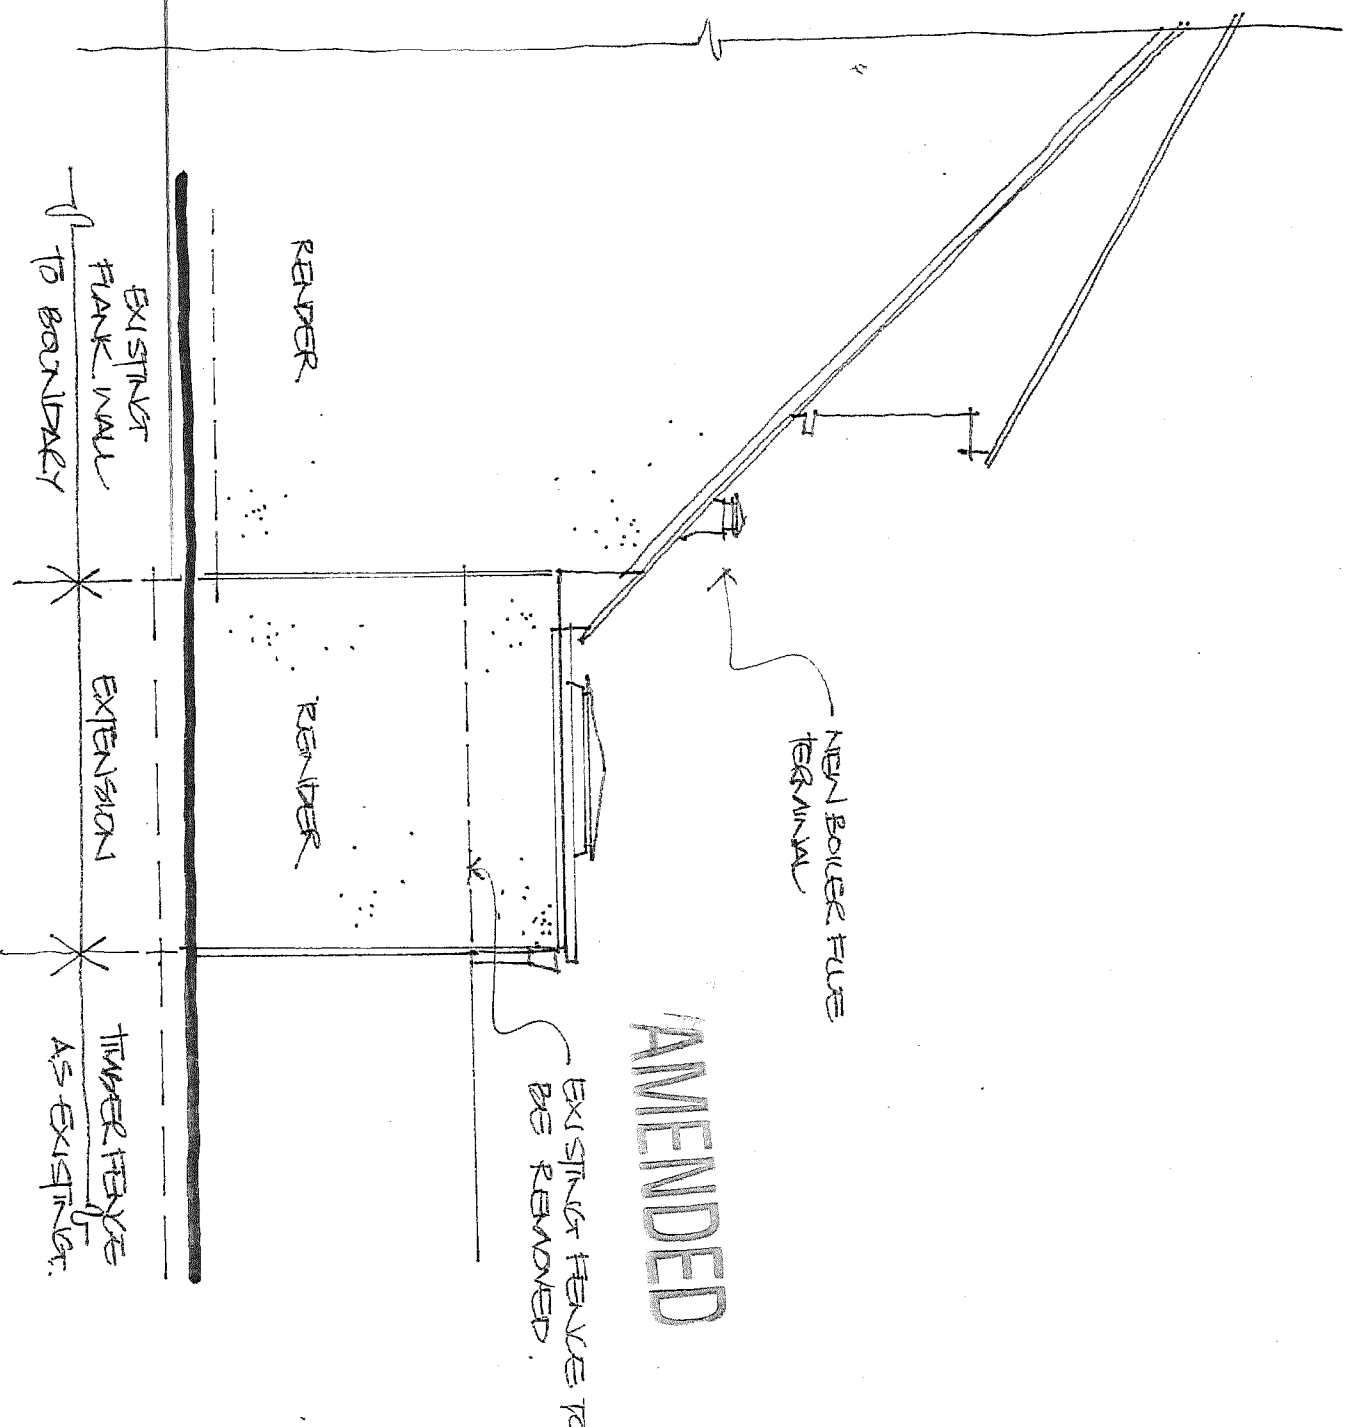 NEW BOILER FLUE
TERMINAL
AMENDED
EXISTING FENCE TO
BE REMOVED.
RENDER
RENDER
EXISTING
FLANK WALL
TO BOUNDARY
EXTENSION
TIMBER FENCE
AS EXISTING.